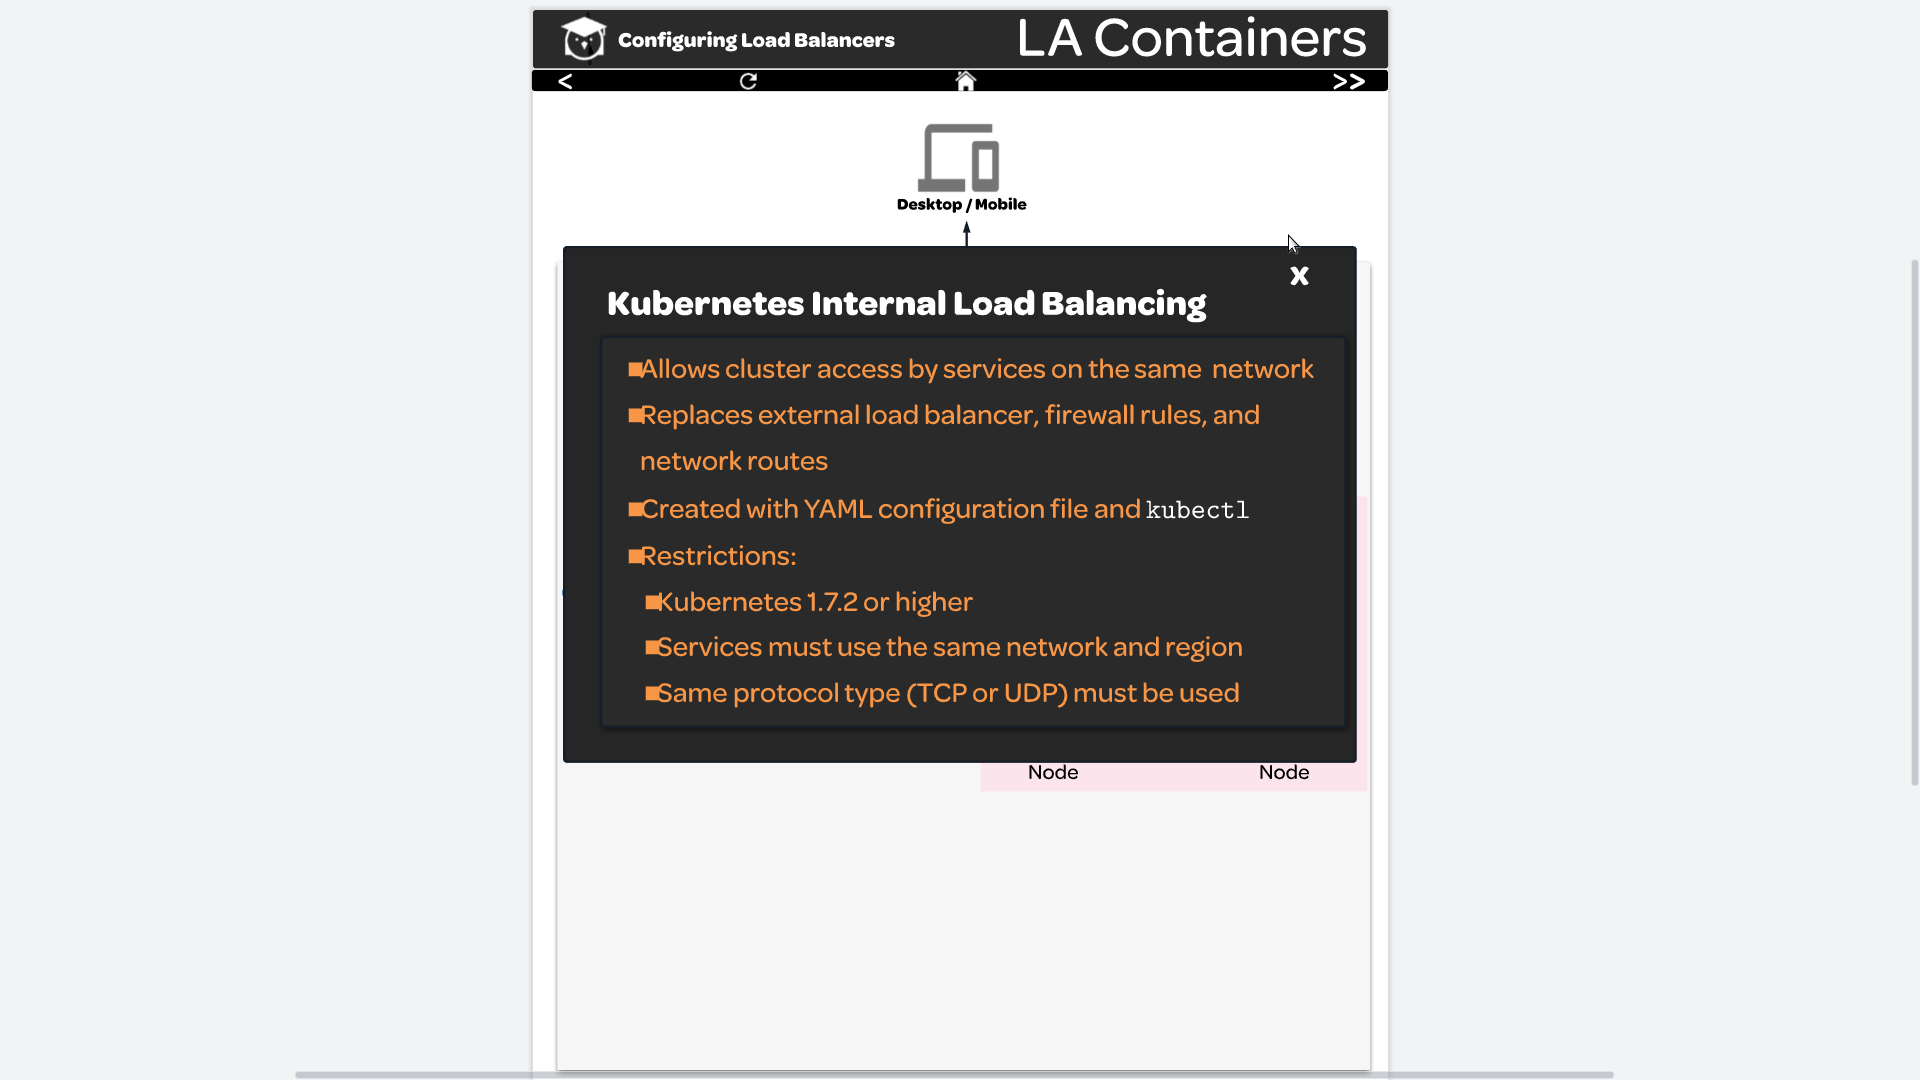 Configuring Load Balancers
LA Containers
< >>
Desktop / Mobile
X
Kubernetes Internal Load Balancing
Allows cluster access by services on the same network
Replaces external load balancer, firewall rules, and
network routes
Created with YAML configuration file and kubectl
Restrictions:
Kubernetes 1.7.2 or higher
Services must use the same network and region
Same protocol type (TCP or UDP) must be used
Node
Node